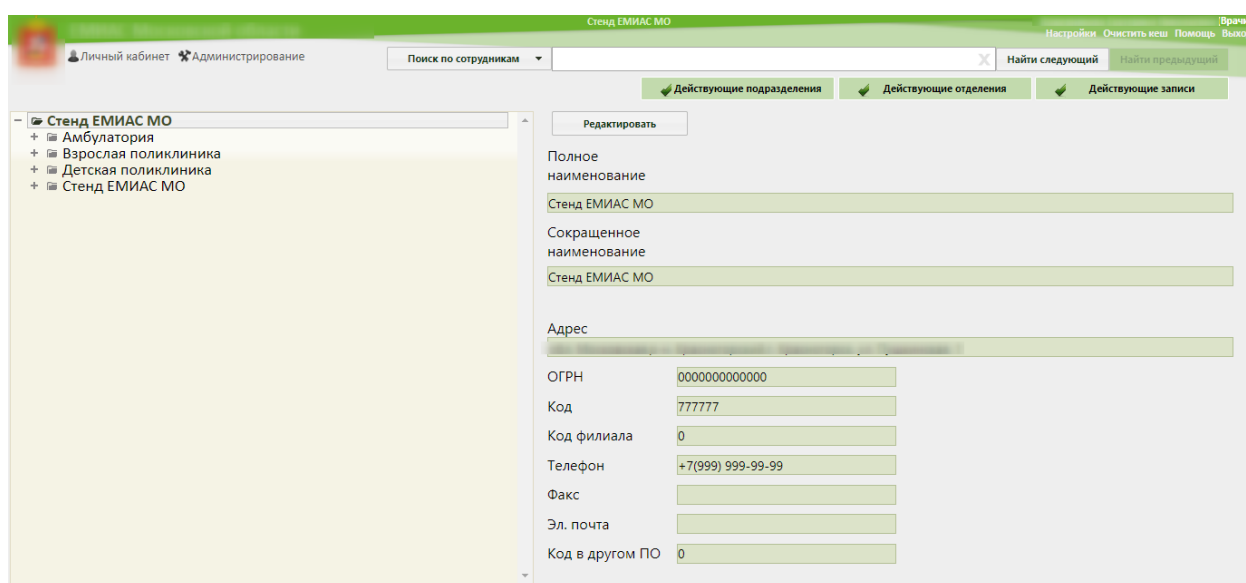 Стенд ЕМИАС МО
[Врача
Настройки Очистить кеш Помощь Выхо
Личный кабинет Администрирование
Поиск по сотрудникам X Найти следующий Найти предыдущий
Действующие подразделения Действующие отделения Действующие записи
− Стенд ЕМИАС МО
+ Амбулатория
+ Взрослая поликлиника
+ Детская поликлиника
+ Стенд ЕМИАС МО
Редактировать
Полное
наименование
Стенд ЕМИАС МО
Сокращенное
наименование
Стенд ЕМИАС МО
Адрес
ОГРН 0000000000000
Код 777777
Код филиала 0
Телефон +7(999) 999-99-99
Факс
Эл. почта
Код в другом ПО 0